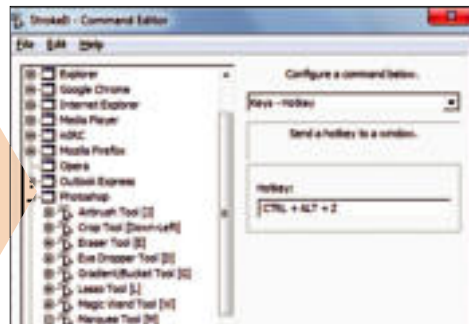 StrokeIt - Command Editor
File Edit Help
Explorer
Google Chrome
Internet Explorer
Media Player
mIRC
Mozilla Firefox
Opera
Outlook Express
Photoshop
Airbrush Tool [J]
Crop Tool [Down-Left]
Eraser Tool [E]
Eye Dropper Tool [I]
Gradient/Bucket Tool [G]
Lasso Tool [L]
Magic Wand Tool [W]
Marquee Tool [M]
Configure a command below.
Keys - Hotkey
Send a hotkey to a window.
Hotkey:
CTRL + ALT + Z